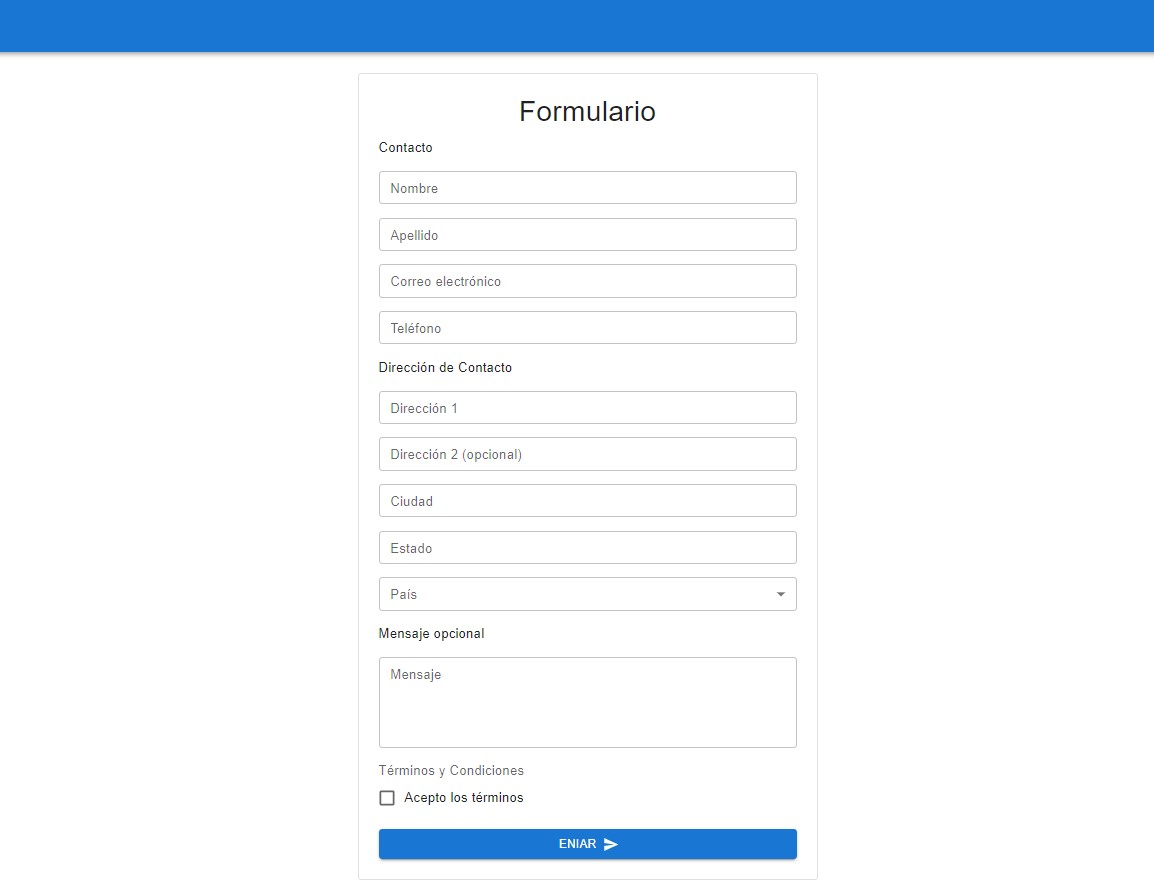 Formulario
Contacto
Nombre
Apellido
Correo electrónico
Teléfono
Dirección de Contacto
Dirección 1
Dirección 2 (opcional)
Ciudad
Estado
País
Mensaje opcional
Mensaje
Términos y Condiciones
Acepto los términos
ENIAR